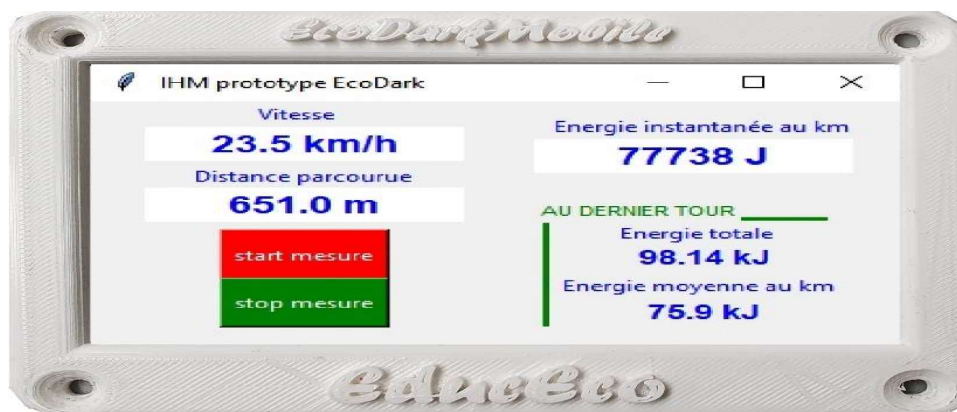 EcoDarkMobile
IHM prototype EcoDark
Vitesse
23.5 km/h
Distance parcourue
651.0 m
start mesure
stop mesure
Energie instantanée au km
77738 J
AU DERNIER TOUR
Energie totale
98.14 kJ
Energie moyenne au km
75.9 kJ
EducEco